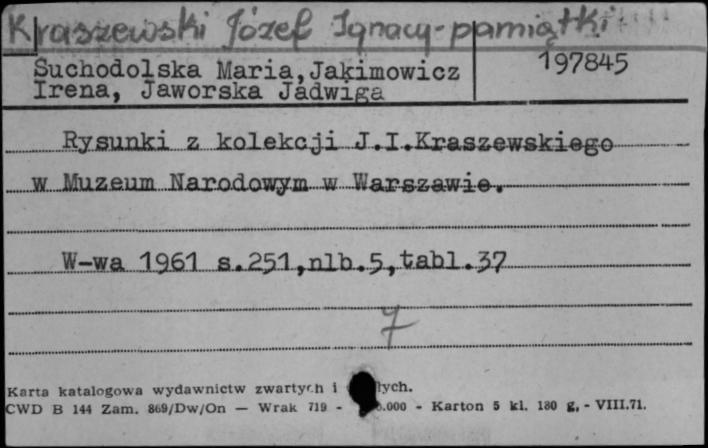 Kraszewski Józef Ignacy - pamiątki
Suchodolska Maria, Jakimowicz
Irena, Jaworska Jadwiga
197845
Rysunki z kolekcji J.I.Kraszewskiego
w Muzeum Narodowym w Warszawie.
W-wa 1961 s.251,nlb.5,tabl.37
7
Karta katalogowa wydawnictw zwartych i
CWD B 144 Zam. 869/Dw/On — Wrak 719 - .000 - Karton 5 kl. 180 g. - VIII.71.